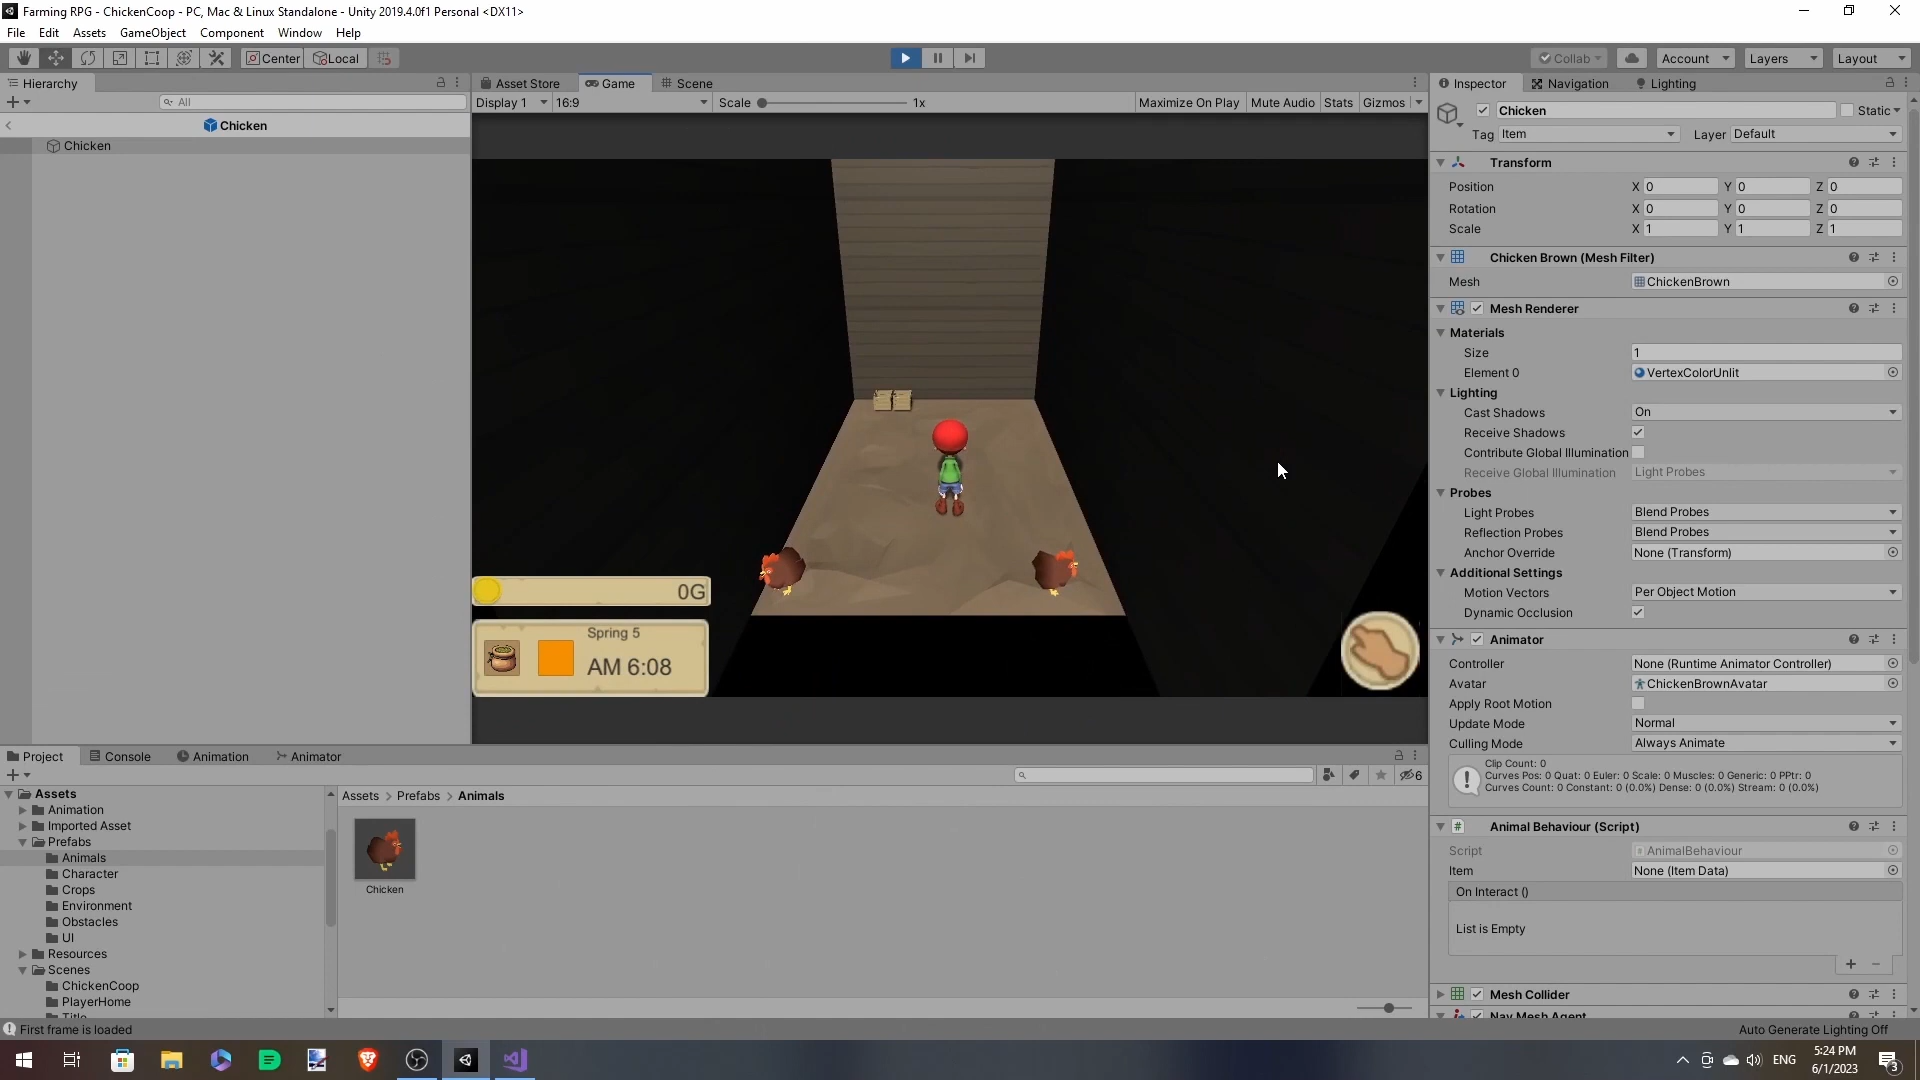 Farming RPG - ChickenCoop - PC, Mac & Linux Standalone - Unity 2019.4.0f1 Personal <DX11>
File Edit Assets GameObject Component Window Help
Center Local Collab Account Layers Layout
Hierarchy
All
Chicken
Chicken
Asset Store Game Scene
Display 1 16:9 Scale 1x Maximize On Play Mute Audio Stats Gizmos
0G
Spring 5
AM 6:08
Inspector Navigation Lighting
Chicken Static
Tag Item Layer Default
Transform
Position X 0 Y 0 Z 0
Rotation X 0 Y 0 Z 0
Scale X 1 Y 1 Z 1
Chicken Brown (Mesh Filter)
Mesh ChickenBrown
Mesh Renderer
Materials
Size 1
Element 0 VertexColorUnlit
Lighting
Cast Shadows On
Receive Shadows
Contribute Global Illumination
Receive Global Illumination Light Probes
Probes
Light Probes Blend Probes
Reflection Probes Blend Probes
Anchor Override None (Transform)
Additional Settings
Motion Vectors Per Object Motion
Dynamic Occlusion
Animator
Controller None (Runtime Animator Controller)
Avatar ChickenBrownAvatar
Apply Root Motion
Update Mode Normal
Culling Mode Always Animate
Clip Count: 0
Curves Pos: 0 Quat: 0 Euler: 0 Scale: 0 Muscles: 0 Generic: 0 PPtr: 0
Curves Count: 0 Constant: 0 (0.0%) Dense: 0 (0.0%) Stream: 0 (0.0%)
Animal Behaviour (Script)
Script AnimalBehaviour
Item None (Item Data)
On Interact ()
List is Empty
Mesh Collider
Nav Mesh Agent
Project Console Animation Animator
6
Assets
Animation
Imported Asset
Prefabs
Animals
Character
Crops
Environment
Obstacles
UI
Resources
Scenes
ChickenCoop
PlayerHome
Title
Assets > Prefabs > Animals
Chicken
First frame is loaded
Auto Generate Lighting Off
ENG
5:24 PM
6/1/2023
3